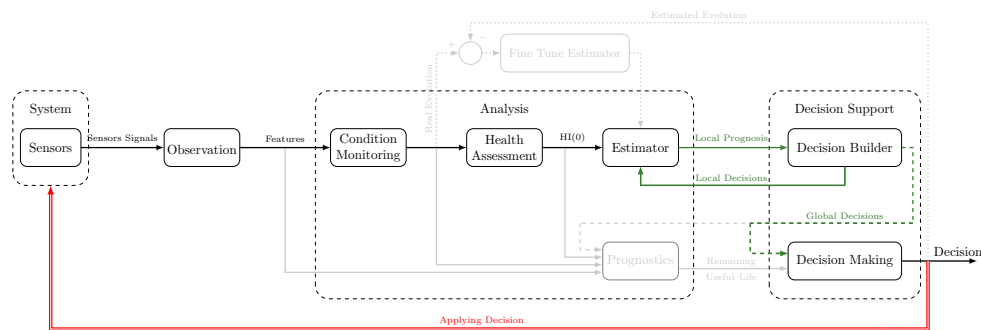 Estimated Evolution
+
−
Fine Tune Estimator
Real Evolution
System
Analysis
Decision Support
Sensors
Sensors Signals
Observation
Features
Condition
Monitoring
Health
Assessment
HI(0)
Estimator
Local Prognosis
Decision Builder
Local Decisions
Global Decisions
Prognostics
Remaining
Useful Life
Decision Making
Decision
Applying Decision